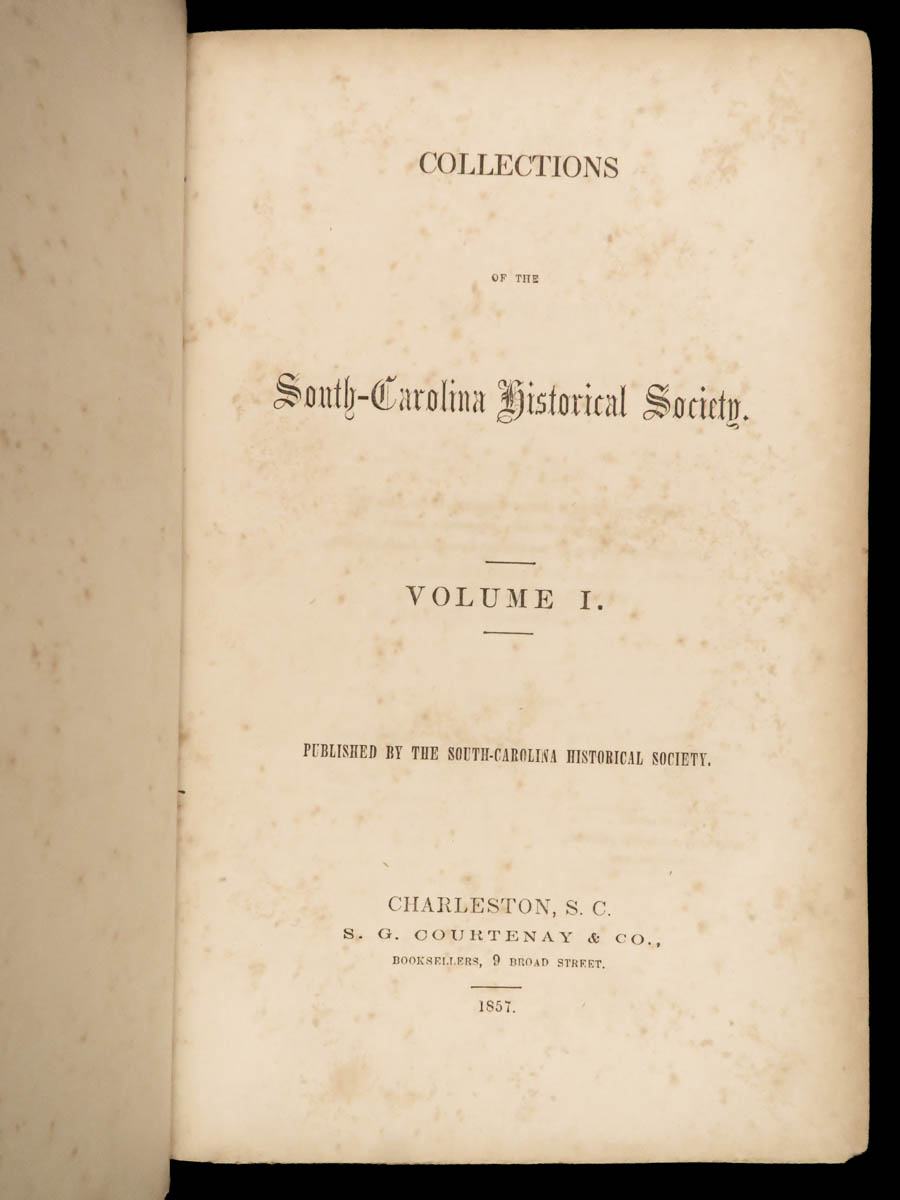 COLLECTIONS
OF THE
South-Carolina Historical Society.
VOLUME I.
PUBLISHED BY THE SOUTH-CAROLINA HISTORICAL SOCIETY.
CHARLESTON, S. C.
S. G. COURTENAY & CO.,
BOOKSELLERS, 9 BROAD STREET.
1857.